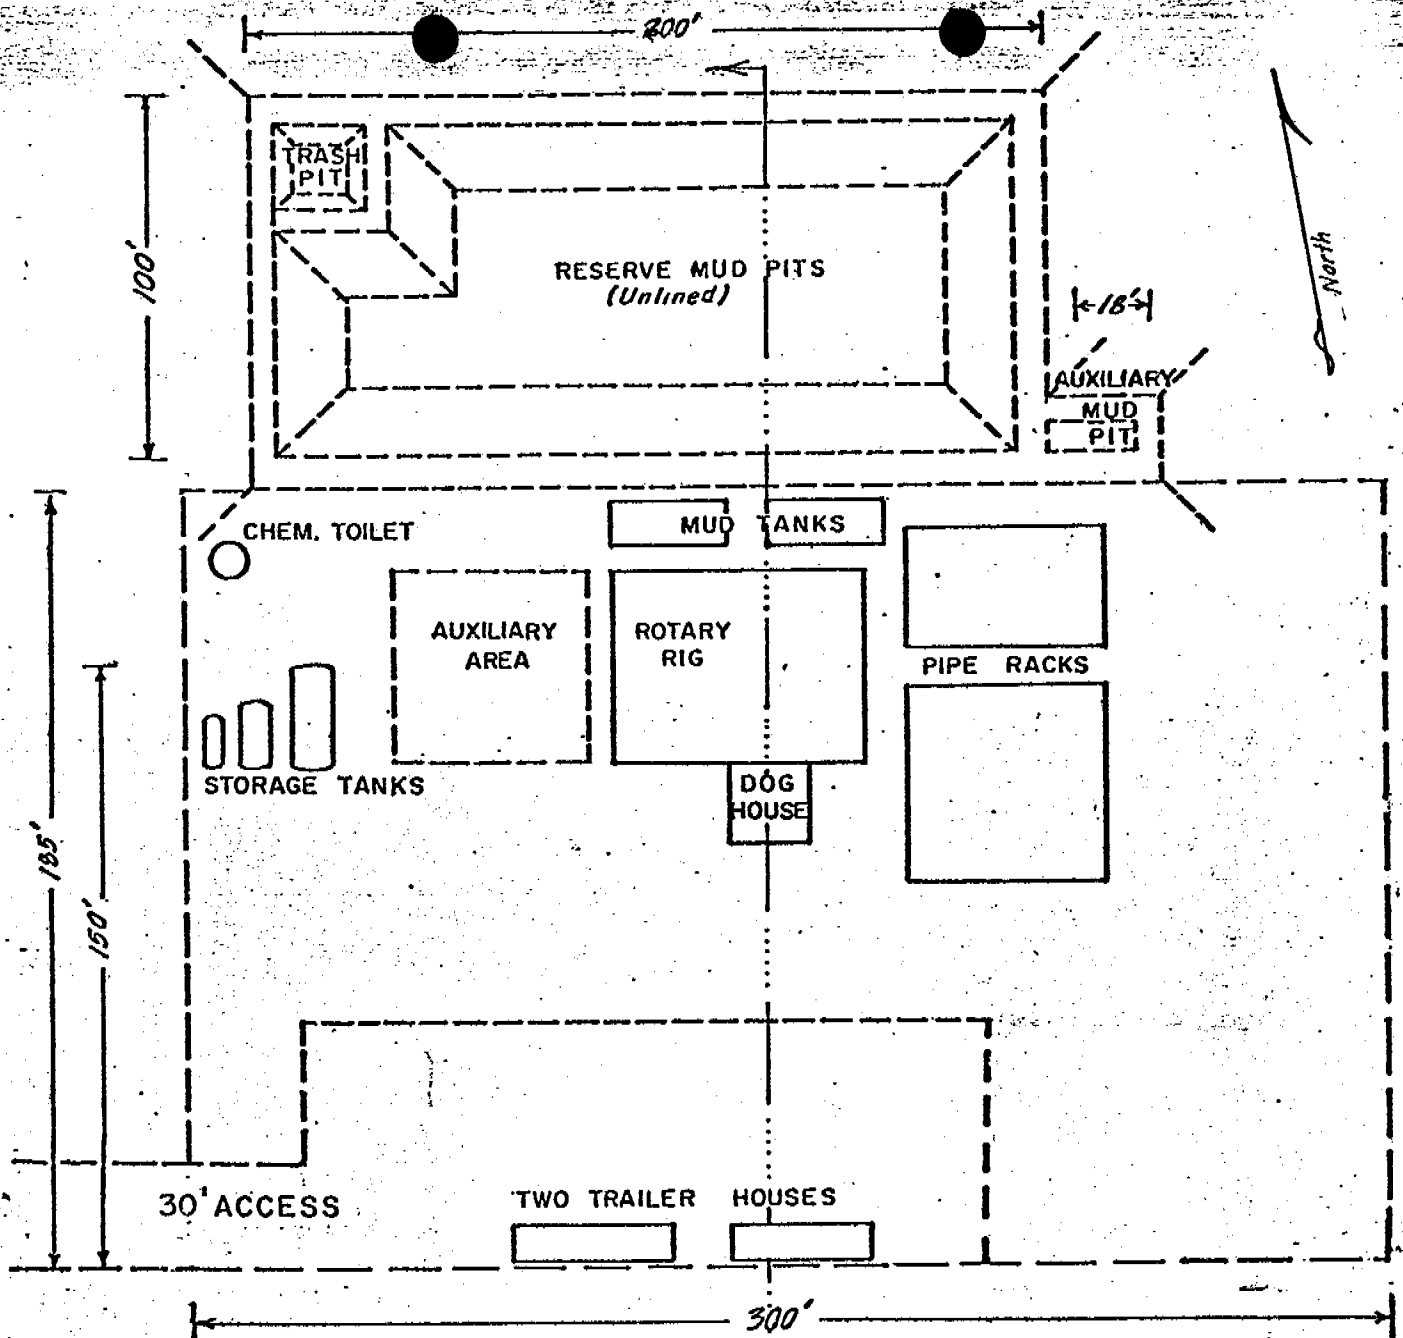 200'
TRASH
PIT
100'
RESERVE MUD PITS
(Unlined)
North
18'
AUXILIARY
MUD
PIT
CHEM. TOILET
MUD TANKS
AUXILIARY
AREA
ROTARY
RIG
PIPE RACKS
STORAGE TANKS
DOG
HOUSE
150'
30' ACCESS
TWO TRAILER HOUSES
300'